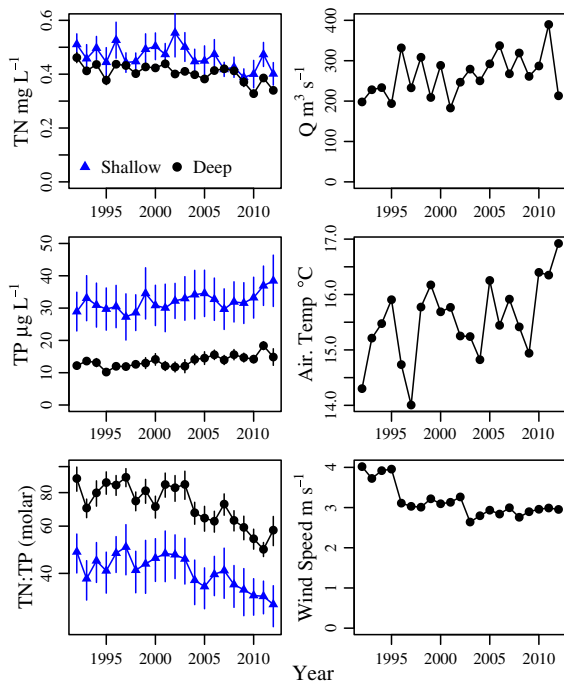 TN mg L⁻¹
0.0 0.2 0.4 0.6
Shallow Deep
1995 2000 2005 2010
Q m³ s⁻¹
0 100 200 300 400
1995 2000 2005 2010
TP µg L⁻¹
0 10 20 30 40 50
1995 2000 2005 2010
Air. Temp °C
14.0 15.0 16.0 17.0
1995 2000 2005 2010
TN:TP (molar)
40 60 80
1995 2000 2005 2010
Wind Speed m s⁻¹
0 1 2 3 4
1995 2000 2005 2010
Year